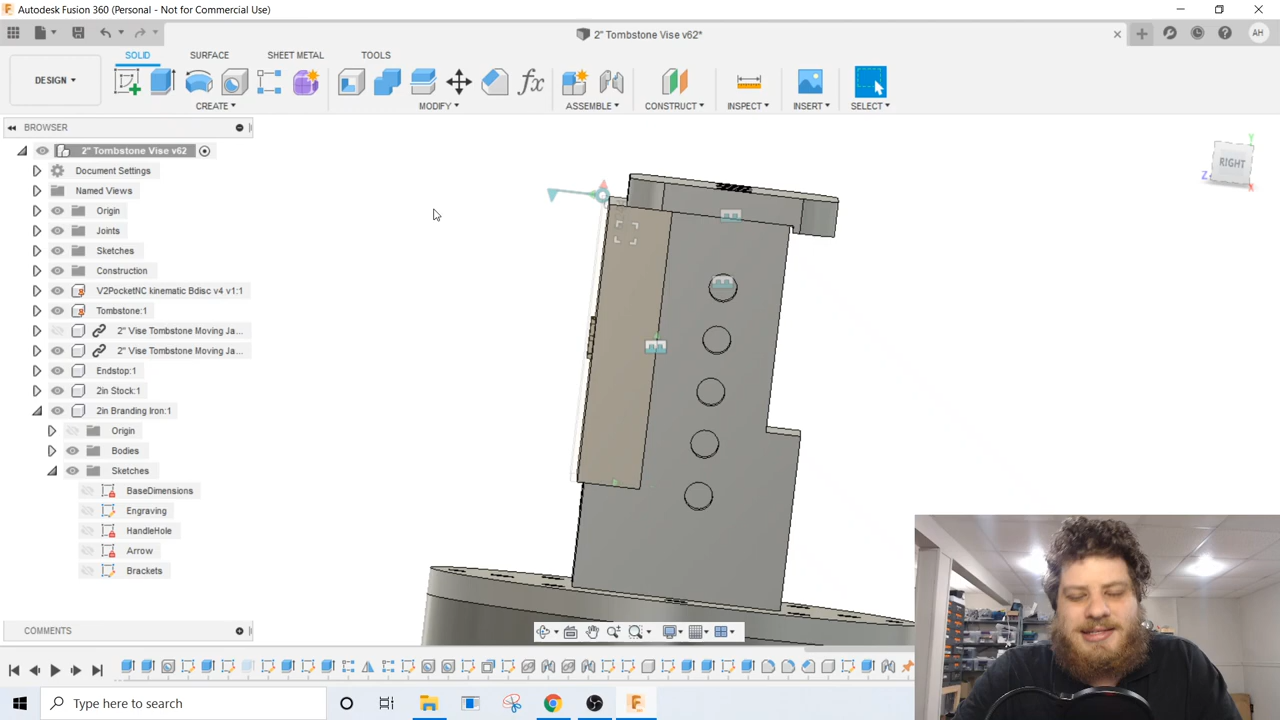 Autodesk Fusion 360 (Personal - Not for Commercial Use)
2" Tombstone Vise v62*
AH
SOLID SURFACE SHEET METAL TOOLS
DESIGN
CREATE MODIFY ASSEMBLE CONSTRUCT INSPECT INSERT SELECT
BROWSER
2" Tombstone Vise v62
Document Settings
Named Views
Origin
Joints
Sketches
Construction
V2PocketNC kinematic Bdisc v4 v1:1
Tombstone:1
2" Vise Tombstone Moving Ja...
2" Vise Tombstone Moving Ja...
Endstop:1
2in Stock:1
2in Branding Iron:1
Origin
Bodies
Sketches
BaseDimensions
Engraving
HandleHole
Arrow
Brackets
COMMENTS
RIGHT
Y
Z
X
Type here to search